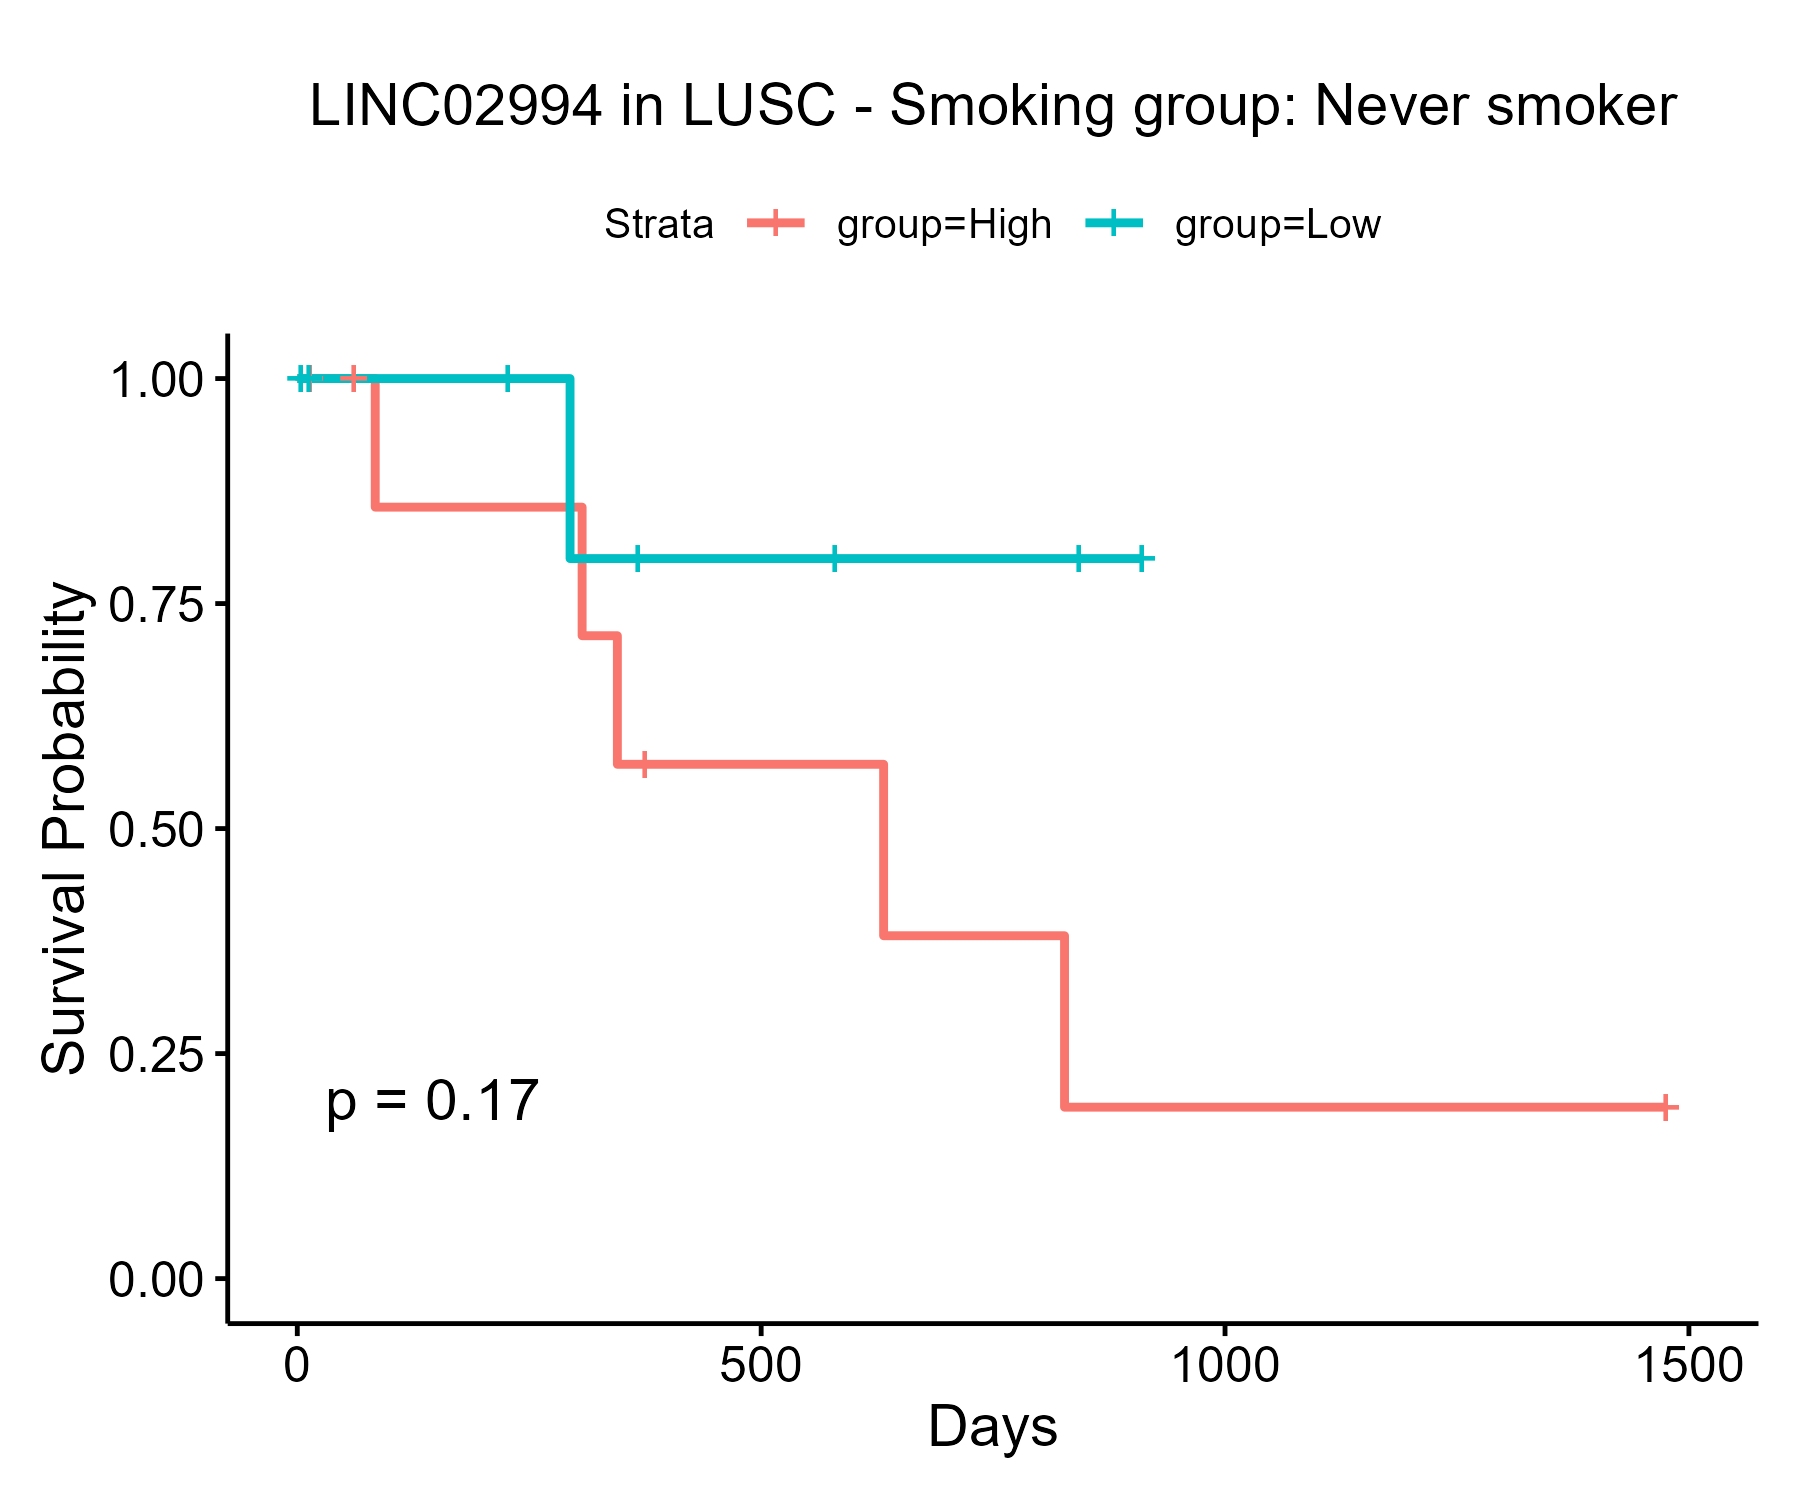 LINC02994 in LUSC - Smoking group: Never smoker
Strata group=High group=Low
Survival Probability
1.00
0.75
0.50
0.25
0.00
p = 0.17
0 500 1000 1500
Days